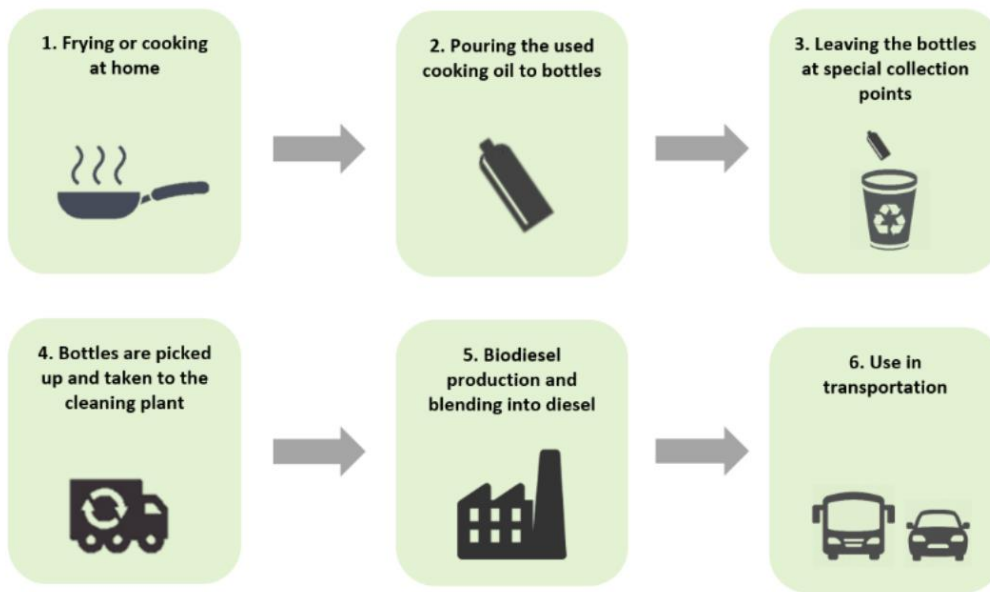 1. Frying or cooking
at home
2. Pouring the used
cooking oil to bottles
3. Leaving the bottles
at special collection
points
4. Bottles are picked
up and taken to the
cleaning plant
5. Biodiesel
production and
blending into diesel
6. Use in
transportation